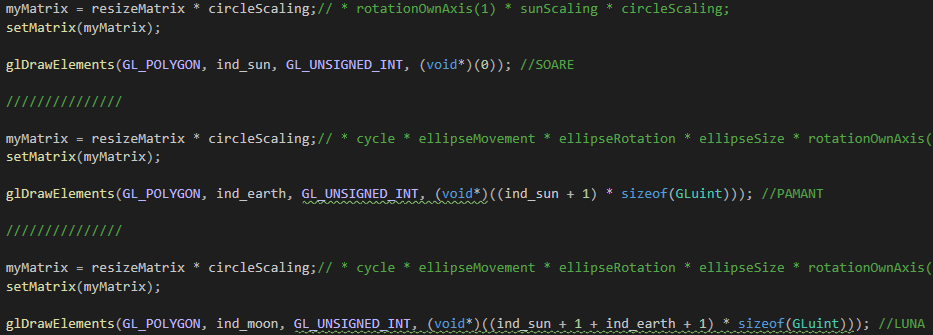 myMatrix = resizeMatrix * circleScaling;// * rotationOwnAxis(1) * sunScaling * circleScaling;
setMatrix(myMatrix);
glDrawElements(GL_POLYGON, ind_sun, GL_UNSIGNED_INT, (void*)(0)); //SOARE
///////////////
myMatrix = resizeMatrix * circleScaling;// * cycle * ellipseMovement * ellipseRotation * ellipseSize * rotationOwnAxis(
setMatrix(myMatrix);
glDrawElements(GL_POLYGON, ind_earth, GL_UNSIGNED_INT, (void*)((ind_sun + 1) * sizeof(GLuint))); //PAMANT
///////////////
myMatrix = resizeMatrix * circleScaling;// * cycle * ellipseMovement * ellipseRotation * ellipseSize * rotationOwnAxis(
setMatrix(myMatrix);
glDrawElements(GL_POLYGON, ind_moon, GL_UNSIGNED_INT, (void*)((ind_sun + 1 + ind_earth + 1) * sizeof(GLuint))); //LUNA